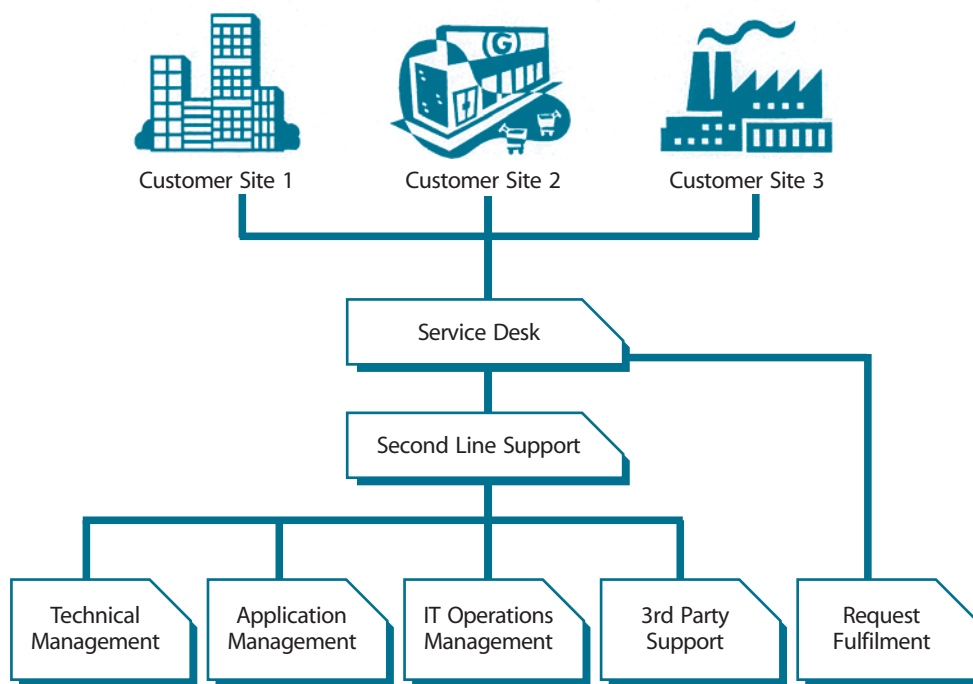 G
Customer Site 1
Customer Site 2
Customer Site 3
Service Desk
Second Line Support
Technical
Management
Application
Management
IT Operations
Management
3rd Party
Support
Request
Fulfilment